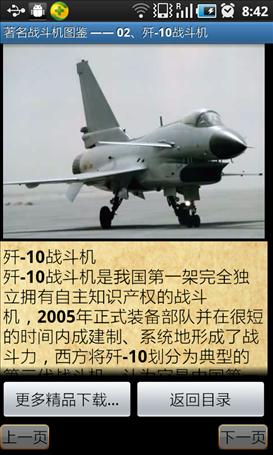 8:42
著名战斗机图鉴 —— 02、歼-10战斗机
歼-10战斗机
歼-10战斗机是我国第一架完全独
立拥有自主知识产权的战斗
机，2005年正式装备部队并在很短
的时间内成建制、系统地形成了战
斗力，西方将歼-10划分为典型的
更多精品下载...
返回目录
上一页
下一页